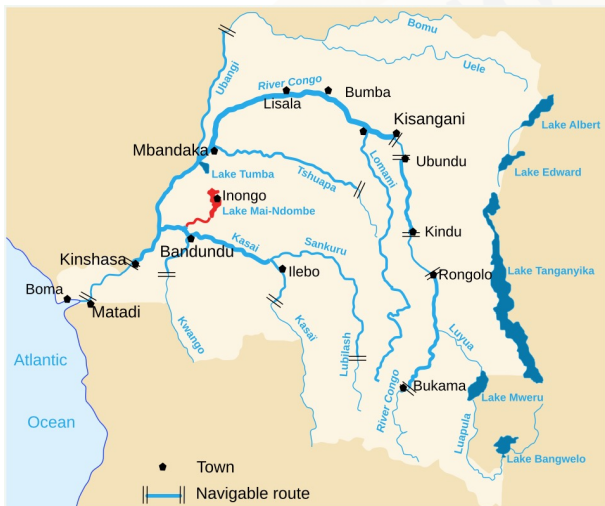 Bomu
Uele
Ubangi
River Congo
Lisala
Bumba
Kisangani
Lake Albert
Mbandaka
Lake Tumba
Tshuapa
Lomami
Ubundu
Lake Edward
Inongo
Lake Mai-Ndombe
Kindu
Bandundu
Kasai
Sankuru
Kinshasa
Ilebo
Rongolo
Lake Tanganyika
Boma
Matadi
Kwango
Kasaï
Lubilash
River Congo
Luyua
Bukama
Lake Mweru
Luapula
Atlantic
Ocean
Lake Bangwelo
Town
Navigable route